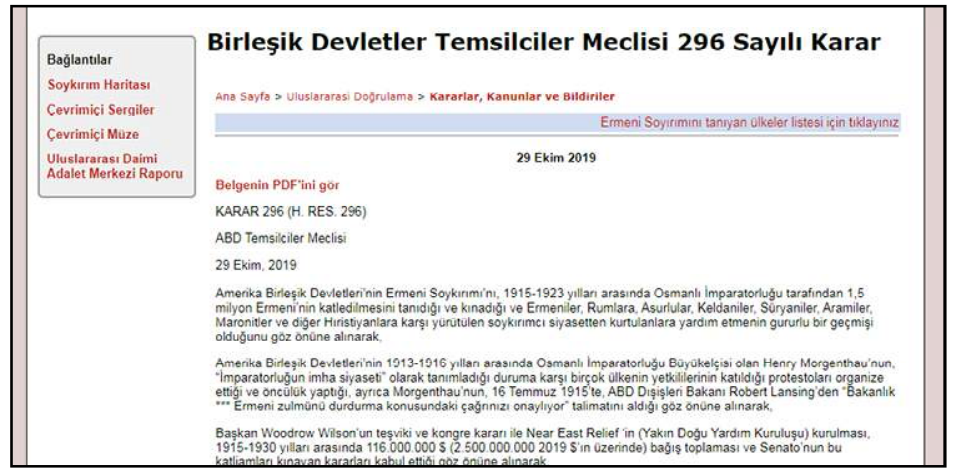 Birleşik Devletler Temsilciler Meclisi 296 Sayılı Karar
Bağlantılar
Soykırım Haritası
Çevrimiçi Sergiler
Çevrimiçi Müze
Uluslararası Daimi
Adalet Merkezi Raporu
Ana Sayfa > Uluslararasi Doğrulama > Kararlar, Kanunlar ve Bildiriler
Ermeni Soyırımını tanıyan ülkeler listesi için tıklayınız
29 Ekim 2019
Belgenin PDF'ini gör
KARAR 296 (H. RES. 296)
ABD Temsilciler Meclisi
29 Ekim, 2019
Amerika Birleşik Devletleri'nin Ermeni Soykırımı'nı, 1915-1923 yılları arasında Osmanlı İmparatorluğu tarafından 1,5
milyon Ermeni'nin katledilmesini tanıdığı ve kınadığı ve Ermeniler, Rumlara, Asurlular, Keldaniler, Süryaniler, Aramiler,
Maronitler ve diğer Hıristiyanlara karşı yürütülen soykırımcı siyasetten kurtulanlara yardım etmenin gururlu bir geçmişi
olduğunu göz önüne alınarak,
Amerika Birleşik Devletleri'nin 1913-1916 yılları arasında Osmanlı İmparatorluğu Büyükelçisi olan Henry Morgenthau'nun,
"İmparatorluğun imha siyaseti" olarak tanımladığı duruma karşı birçok ülkenin yetkililerinin katıldığı protestoları organize
ettiği ve öncülük yaptığı, ayrıca Morgenthau'nun, 16 Temmuz 1915'te, ABD Dışişleri Bakanı Robert Lansing'den "Bakanlık
*** Ermeni zulmünü durdurma konusundaki çağrınızı onaylıyor" talimatını aldığı göz önüne alınarak,
Başkan Woodrow Wilson'un teşviki ve kongre kararı ile Near East Relief 'in (Yakın Doğu Yardım Kuruluşu) kurulması,
1915-1930 yılları arasında 116.000.000 $ (2.500.000.000 2019 $'ın üzerinde) bağış toplaması ve Senato'nun bu
katliamları kınayan kararları kabul ettiği göz önüne alınarak